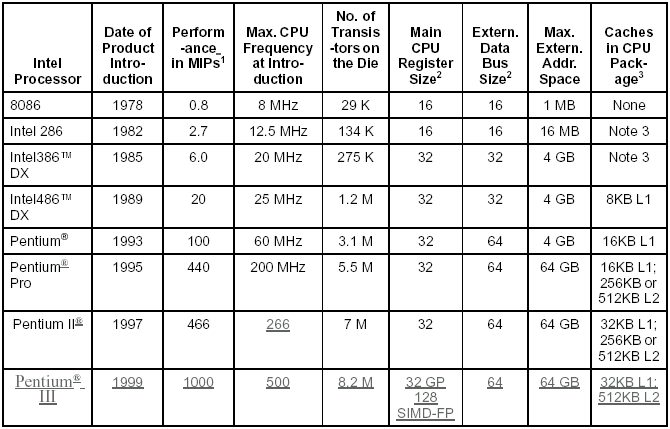 Intel Processor | Date of Product Intro-duction | Perform-ance in MIPs1 | Max. CPU Frequency at Intro-duction | No. of Transis-tors on the Die | Main CPU Register Size2 | Extern. Data Bus Size2 | Max. Extern. Addr. Space | Caches in CPU Pack-age3
8086 | 1978 | 0.8 | 8 MHz | 29 K | 16 | 16 | 1 MB | None
Intel 286 | 1982 | 2.7 | 12.5 MHz | 134 K | 16 | 16 | 16 MB | Note 3
Intel386™ DX | 1985 | 6.0 | 20 MHz | 275 K | 32 | 32 | 4 GB | Note 3
Intel486™ DX | 1989 | 20 | 25 MHz | 1.2 M | 32 | 32 | 4 GB | 8KB L1
Pentium® | 1993 | 100 | 60 MHz | 3.1 M | 32 | 64 | 4 GB | 16KB L1
Pentium® Pro | 1995 | 440 | 200 MHz | 5.5 M | 32 | 64 | 64 GB | 16KB L1; 256KB or 512KB L2
Pentium II® | 1997 | 466 | 266 | 7 M | 32 | 64 | 64 GB | 32KB L1; 256KB or 512KB L2
Pentium® III | 1999 | 1000 | 500 | 8.2 M | 32 GP 128 SIMD-FP | 64 | 64 GB | 32KB L1; 512KB L2